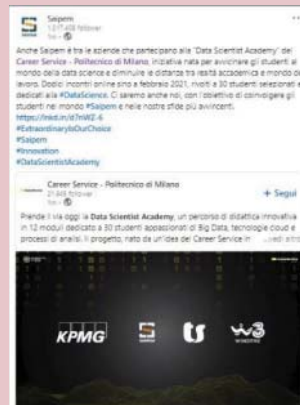 Saipem
Anche Saipem è tra le aziende che partecipano alla "Data Scientist Academy" del
Career Service - Politecnico di Milano, iniziativa nata per avvicinare gli studenti al
mondo della data science e diminuire le distanze tra realtà accademica e mondo del
lavoro. Dodici incontri online sino a febbraio 2021, rivolti a 30 studenti selezionati e
dedicati alla #DataScience. Ci saremo anche noi, con l'obiettivo di coinvolgere gli
studenti nel mondo #Saipem e nelle nostre sfide più avvincenti.
#ExtraordinaryIsOurChoice
#Saipem
#Innovation
#DataScientistAcademy
Career Service - Politecnico di Milano
+ Segui
Prende il via oggi la Data Scientist Academy, un percorso di didattica innovativa
in 12 moduli dedicato a 30 studenti appassionati di Big Data, tecnologie cloud e
processi di analisi. Il progetto, nato da un'idea del Career Service in
KPMG
ts
W3